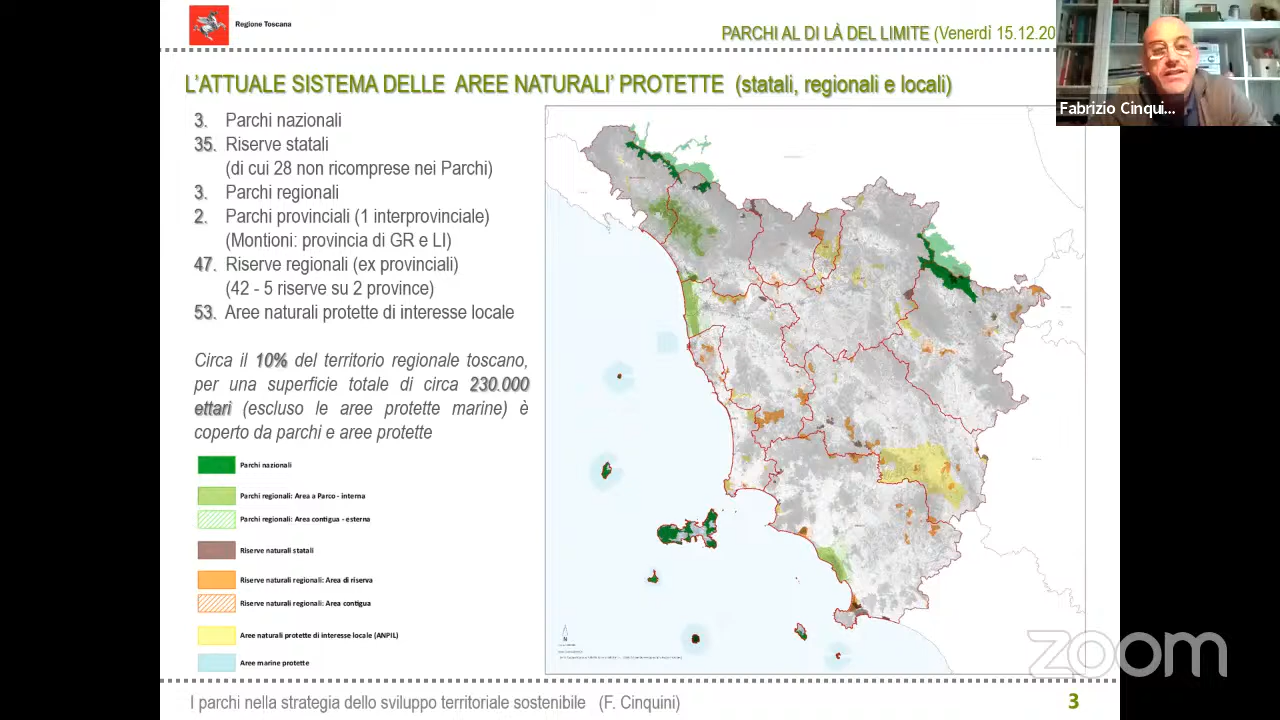 Regione Toscana
PARCHI AL DI LÀ DEL LIMITE (Venerdì 15.12.20
L'ATTUALE SISTEMA DELLE AREE NATURALI' PROTETTE (statali, regionali e locali)
Fabrizio Cinqui...
3. Parchi nazionali
35. Riserve statali
(di cui 28 non ricomprese nei Parchi)
3. Parchi regionali
2. Parchi provinciali (1 interprovinciale)
(Montioni: provincia di GR e LI)
47. Riserve regionali (ex provinciali)
(42 - 5 riserve su 2 province)
53. Aree naturali protette di interesse locale
Circa il 10% del territorio regionale toscano,
per una superficie totale di circa 230.000
ettari (escluso le aree protette marine) è
coperto da parchi e aree protette
Parchi nazionali
Parchi regionali: Area a Parco - interna
Parchi regionali: Area contigua - esterna
Riserve naturali statali
Riserve naturali regionali: Area di riserva
Riserve naturali regionali: Area contigua
Aree naturali protette di interesse locale (ANPIL)
Aree marine protette
N
zoom
I parchi nella strategia dello sviluppo territoriale sostenibile (F. Cinquini)
3